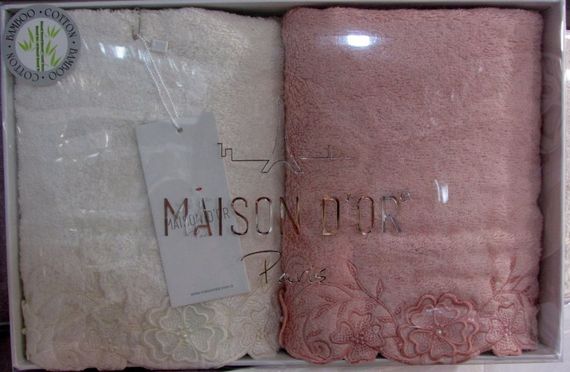 COTTON • BAMBOO • COTTON • BAMBOO
MAISON D'OR
MAISON D'OR®
Paris